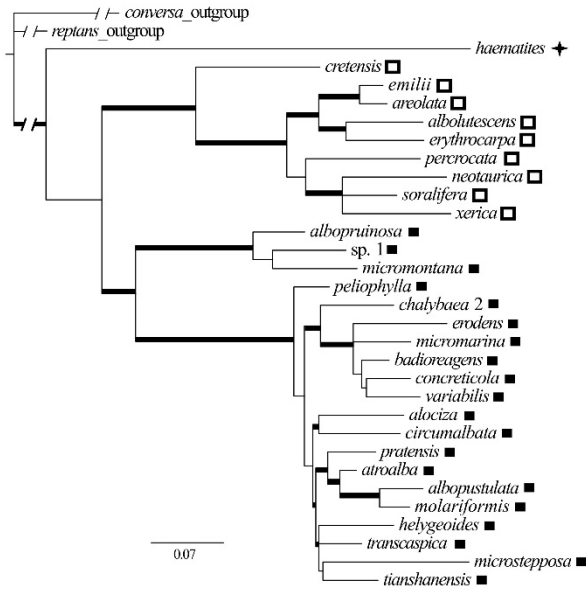 conversa_outgroup
reptans_outgroup
haematites
cretensis
emilii
areolata
albolutescens
erythrocarpa
percrocata
neotaurica
soralifera
xerica
albopruinosa
sp. 1
micromontana
peliophylla
chalybaea 2
erodens
micromarina
badioreagens
concreticola
variabilis
alociza
circumalbata
pratensis
atroalba
albopustulata
molariformis
helygeoides
transcaspica
microstepposa
tianshanensis
0.07